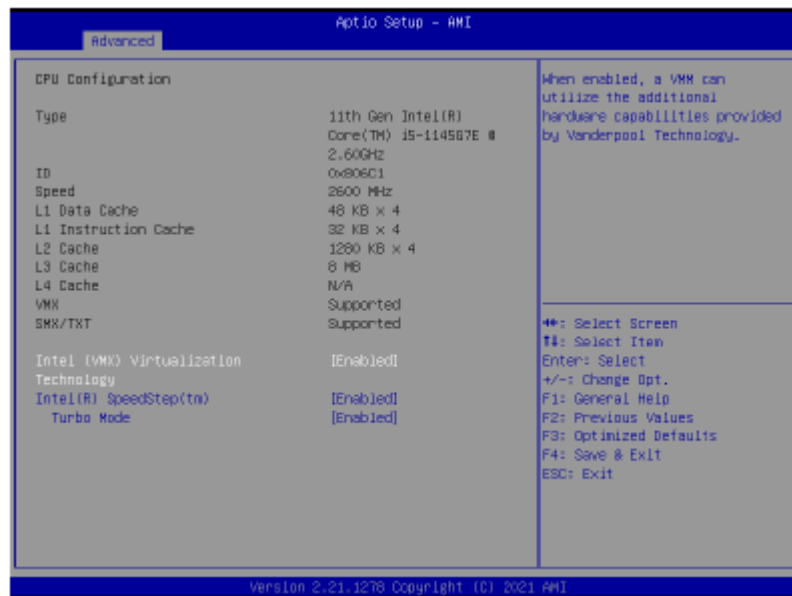 Aptio Setup - AMI
Advanced
CPU Configuration
Type 11th Gen Intel(R)
Core(TM) i5-1145G7E @
2.60GHz
ID 0x806C1
Speed 2600 MHz
L1 Data Cache 48 KB x 4
L1 Instruction Cache 32 KB x 4
L2 Cache 1280 KB x 4
L3 Cache 8 MB
L4 Cache N/A
VMX Supported
SMX/TXT Supported
Intel (VMX) Virtualization [Enabled]
Technology
Intel(R) SpeedStep(tm) [Enabled]
Turbo Mode [Enabled]
When enabled, a VMM can
utilize the additional
hardware capabilities provided
by Vanderpool Technology.
→←: Select Screen
↑↓: Select Item
Enter: Select
+/-: Change Opt.
F1: General Help
F2: Previous Values
F3: Optimized Defaults
F4: Save & Exit
ESC: Exit
Version 2.21.1278 Copyright (C) 2021 AMI